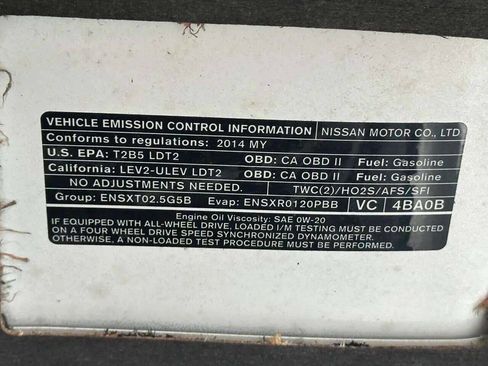 VEHICLE EMISSION CONTROL INFORMATION NISSAN MOTOR CO., LTD
Conforms to regulations: 2014 MY
U.S. EPA: T2B5 LDT2 OBD: CA OBD II Fuel: Gasoline
California: LEV2-ULEV LDT2 OBD: CA OBD II Fuel: Gasoline
NO ADJUSTMENTS NEEDED. TWC(2)/HO2S/AFS/SFI
Group: ENSXT02.5G5B Evap: ENSXR0120PBB VC 4BA0B
Engine Oil Viscosity: SAE 0W-20
IF EQUIPPED WITH ALL-WHEEL DRIVE, LOADED I/M TESTING MUST BE CONDUCTED
ON A FOUR WHEEL DRIVE SPEED SYNCHRONIZED DYNAMOMETER.
A NON-LOADED TEST PROCEDURE MUST BE PERFORMED OTHERWISE.